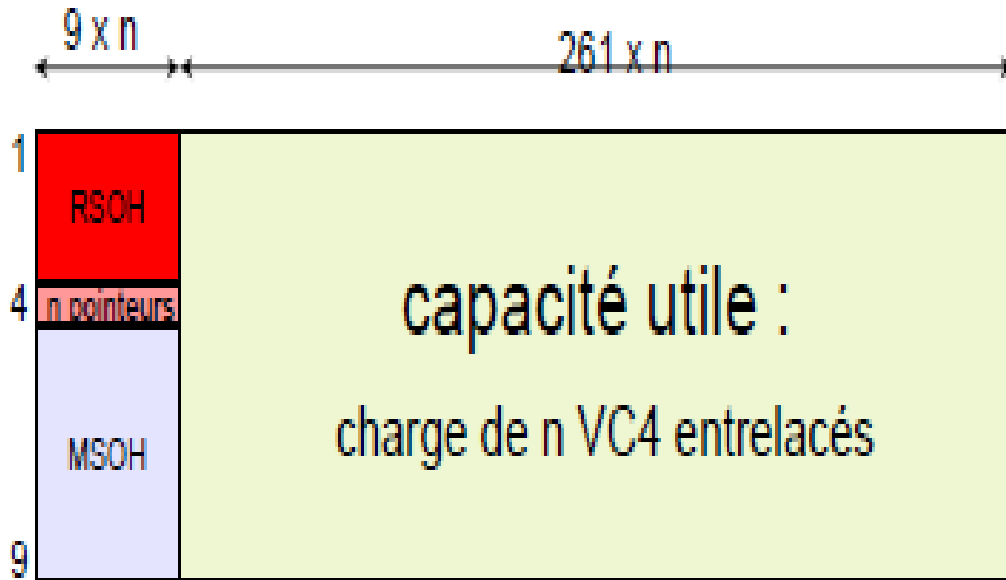 9 x n
261 x n
1
RSOH
4
n pointeurs
capacité utile :
charge de n VC4 entrelacés
MSOH
9